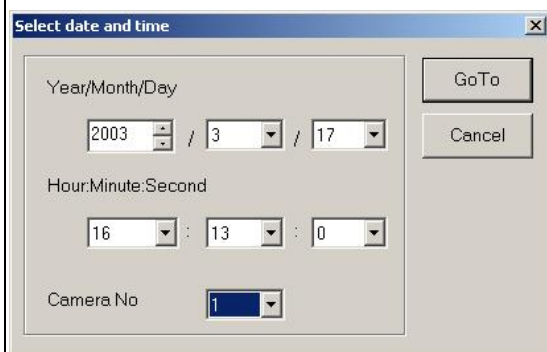 Select date and time
Year/Month/Day
GoTo
2003 / 3 / 17
Cancel
Hour:Minute:Second
16 : 13 : 0
Camera No 1